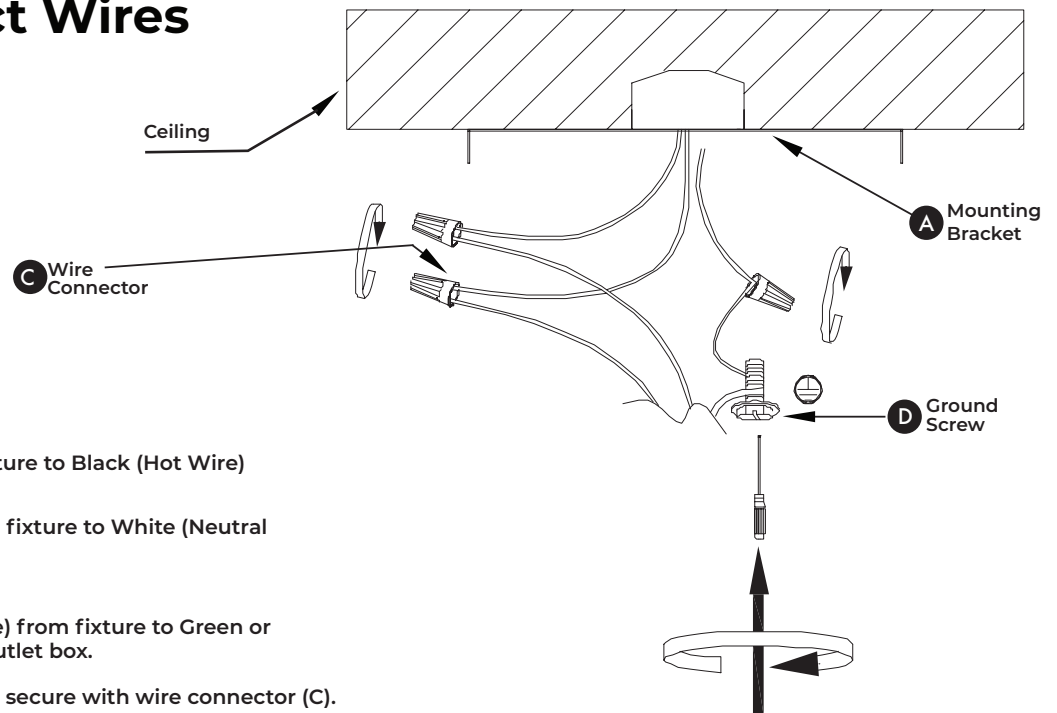 ct Wires
Ceiling
A Mounting
Bracket
C Wire
Connector
D Ground
Screw
ture to Black (Hot Wire)
fixture to White (Neutral
e) from fixture to Green or
utlet box.
secure with wire connector (C).